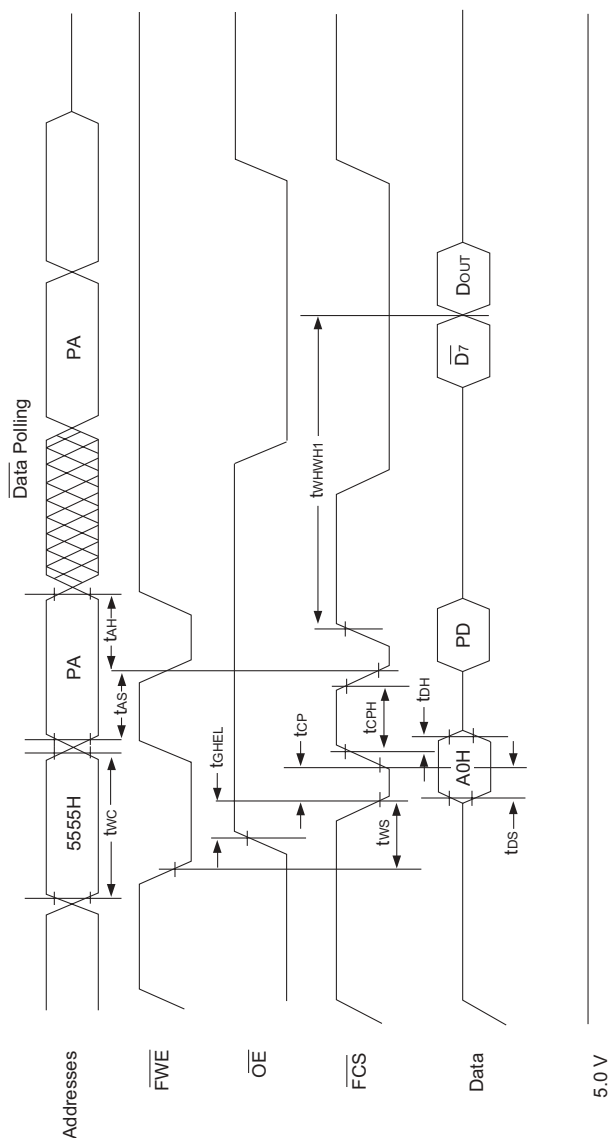 Data Polling
Addresses
5555H
PA
PA
tWC
tAS
tAH
FWE
OE
tGHEL
FCS
tWS
tCP
tCPH
tWHWH1
tDH
Data
A0H
PD
D7
DOUT
tDS
5.0 V